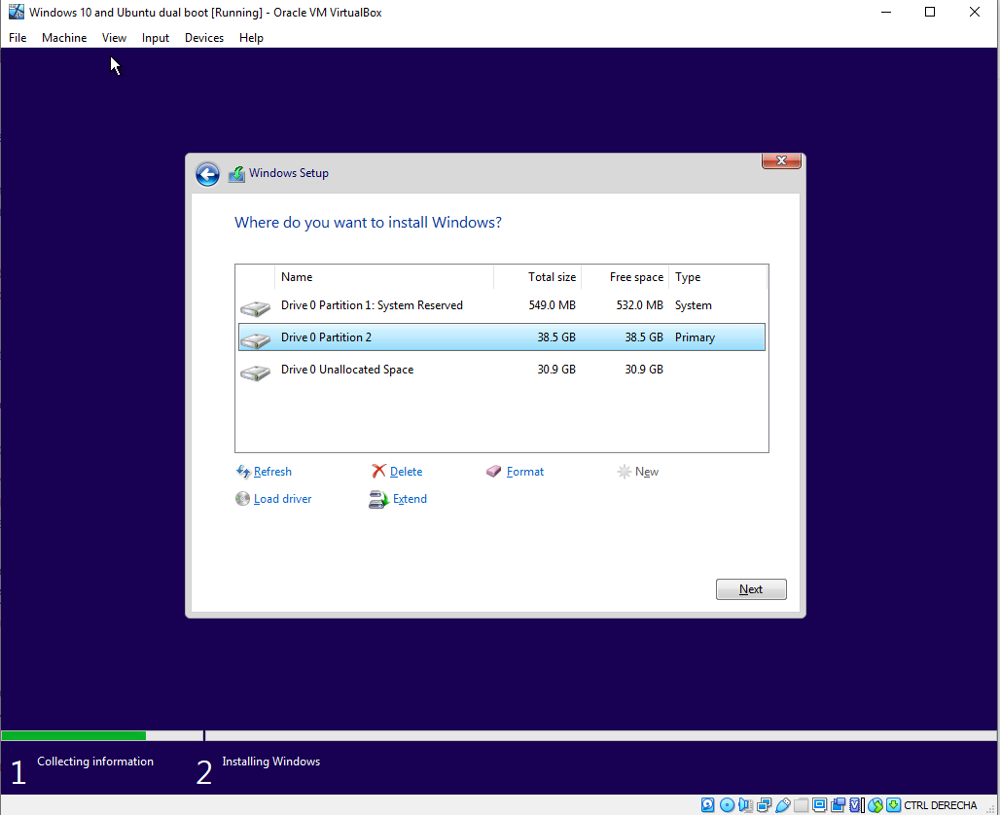 Windows 10 and Ubuntu dual boot [Running] - Oracle VM VirtualBox
File Machine View Input Devices Help
Windows Setup
Where do you want to install Windows?
Name Total size Free space Type
Drive 0 Partition 1: System Reserved 549.0 MB 532.0 MB System
Drive 0 Partition 2 38.5 GB 38.5 GB Primary
Drive 0 Unallocated Space 30.9 GB 30.9 GB
Refresh Delete Format New
Load driver Extend
Next
1 Collecting information 2 Installing Windows
CTRL DERECHA